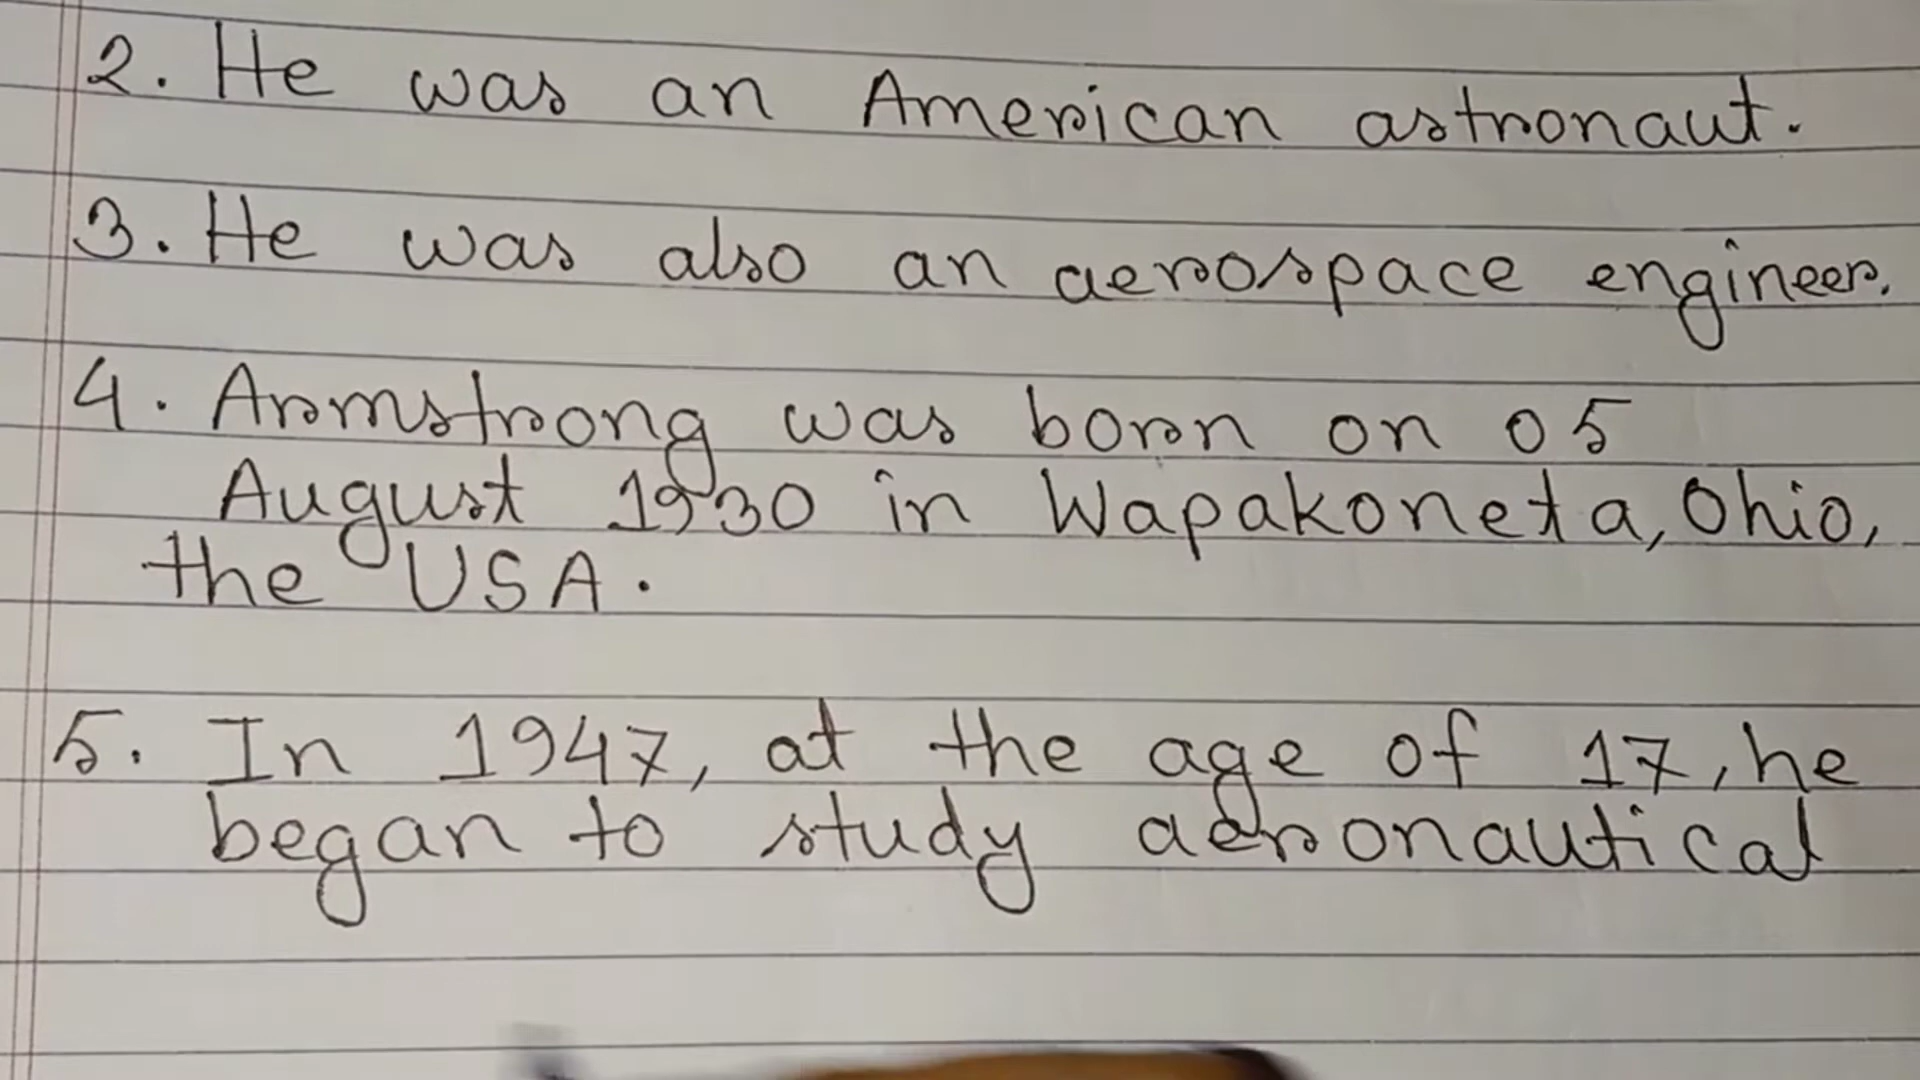 2. He was an American astronaut.
3. He was also an aerospace engineer.
4. Armstrong was born on 05
August 1930 in Wapakoneta, Ohio,
the USA.
5. In 1947, at the age of 17, he
began to study aeronautical